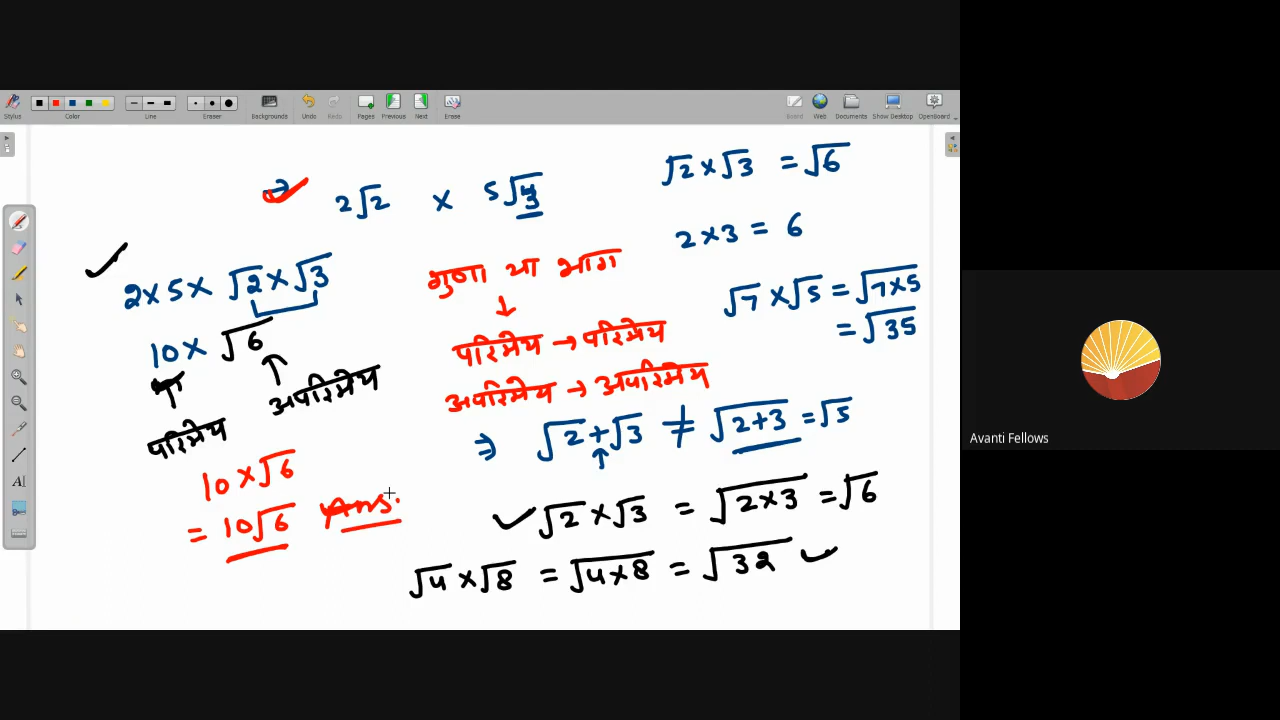 Stylus Color Line Eraser Backgrounds Undo Redo Pages Previous Next Erase Board Web Documents Show Desktop OpenBoard
⇒ 2√2 × 5√3
2×5× √2 × √3
10 × √6
परिमेय
अपरिमेय
10 × √6
= 10√6 Ans.
गुणा या भाग
↓
परिमेय → परिमेय
अपरिमेय → अपरिमेय
⇒ √2 + √3 ≠ √2+3 = √5
√2 × √3 = √2×3 = √6
√4 × √8 = √4×8 = √32
√2 × √3 = √6
2 × 3 = 6
√7 × √5 = √7×5
= √35
Avanti Fellows